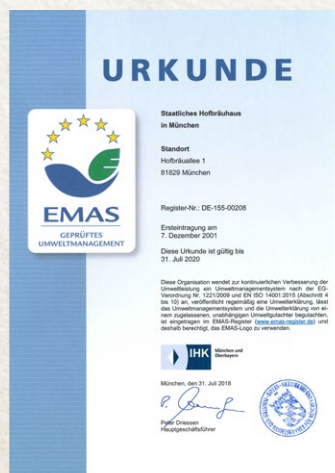 URKUNDE
EMAS
GEPRÜFTES
UMWELTMANAGEMENT
Staatliches Hofbräuhaus
in München
Standort
Hofbräuallee 1
81829 München
Register-Nr.: DE-155-00208
Ersteintragung am
7. Dezember 2001
Diese Urkunde ist gültig bis
31. Juli 2020
Diese Organisation wendet zur kontinuierlichen Verbesserung der
Umweltleistung ein Umweltmanagementsystem nach der EG-
Verordnung Nr. 1221/2009 und EN ISO 14001:2015 (Abschnitt 4
bis 10) an, veröffentlicht regelmäßig eine Umwelterklärung, lässt
das Umweltmanagementsystem und die Umwelterklärung von ei-
nem zugelassenen, unabhängigen Umweltgutachter begutachten,
ist eingetragen im EMAS-Register (www.emas-register.de) und
deshalb berechtigt, das EMAS-Logo zu verwenden.
IHK
München und
Oberbayern
München, den 31. Juli 2018
Peter Driessen
Hauptgeschäftsführer